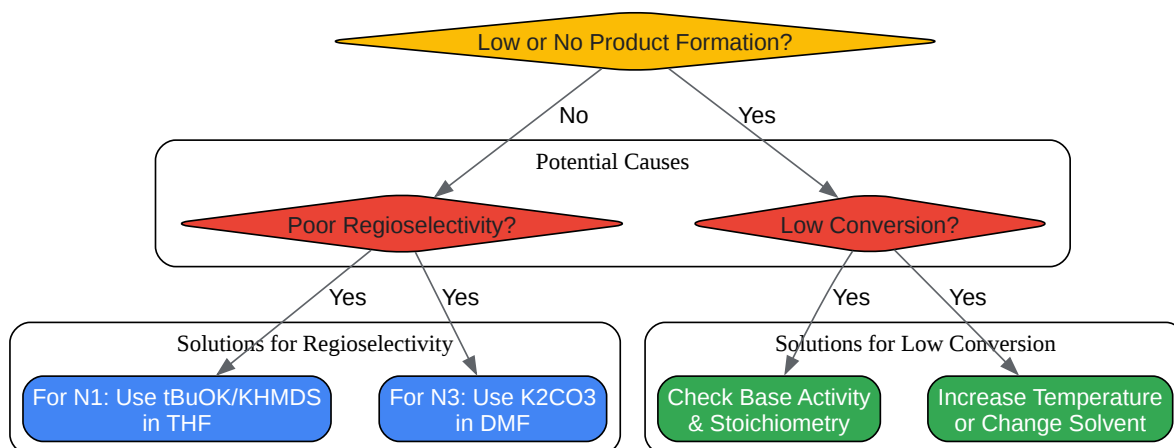 Low or No Product Formation?
No
Yes
Potential Causes
Poor Regioselectivity?
Low Conversion?
Yes
Yes
Yes
Yes
Solutions for Regioselectivity
Solutions for Low Conversion
For N1: Use tBuOK/KHMDS
in THF
For N3: Use K2CO3
in DMF
Check Base Activity
& Stoichiometry
Increase Temperature
or Change Solvent